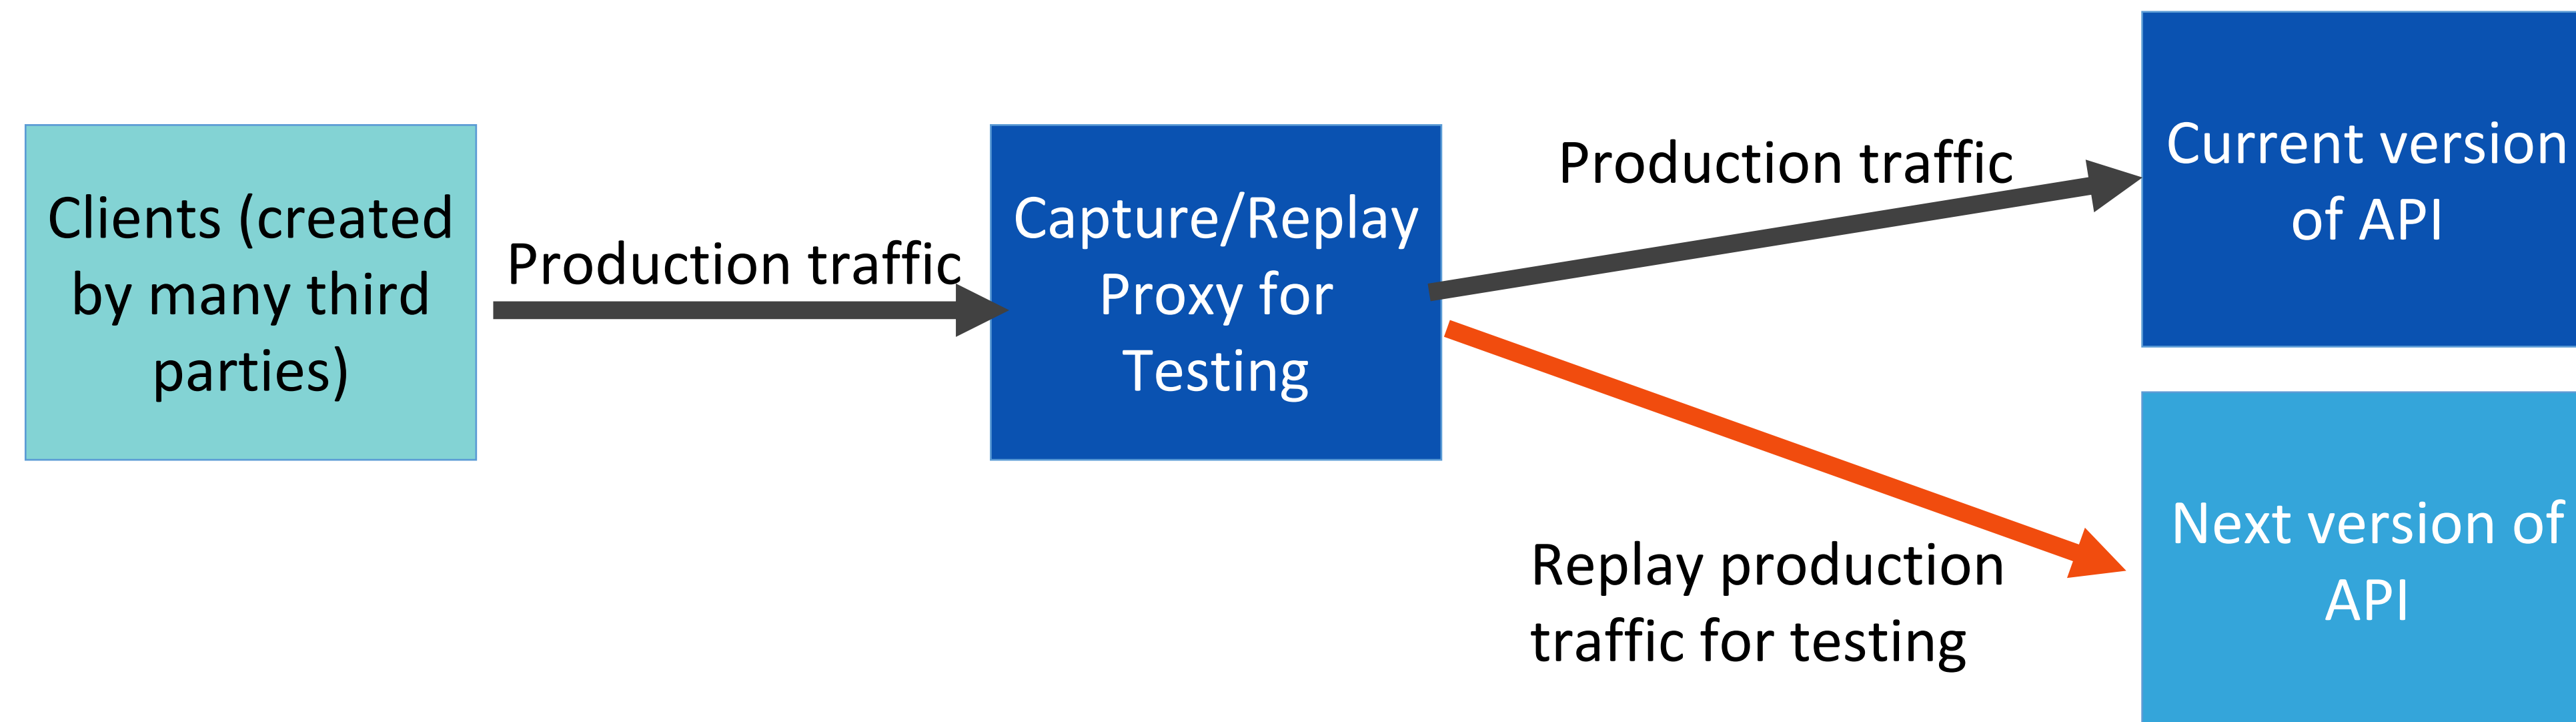 Clients (created
by many third
parties)
Production traffic
Capture/Replay
Proxy for
Testing
Production traffic
Current version
of API
Replay production
traffic for testing
Next version of
API